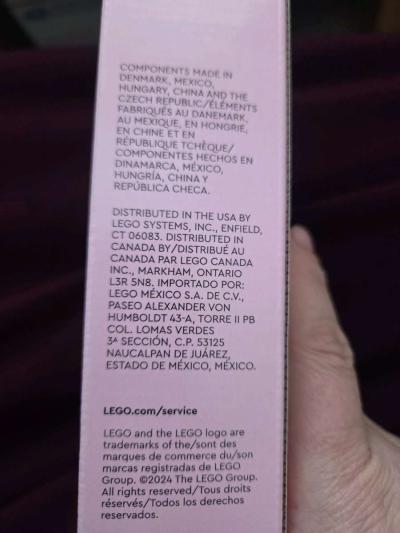 COMPONENTS MADE IN
DENMARK, MEXICO,
HUNGARY, CHINA AND THE
CZECH REPUBLIC/ÉLÉMENTS
FABRIQUÉS AU DANEMARK,
AU MEXIQUE, EN HONGRIE,
EN CHINE ET EN
RÉPUBLIQUE TCHÈQUE/
COMPONENTES HECHOS EN
DINAMARCA, MÉXICO,
HUNGRÍA, CHINA Y
REPÚBLICA CHECA.
DISTRIBUTED IN THE USA BY
LEGO SYSTEMS, INC., ENFIELD,
CT 06083. DISTRIBUTED IN
CANADA BY/DISTRIBUÉ AU
CANADA PAR LEGO CANADA
INC., MARKHAM, ONTARIO
L3R 5N8. IMPORTADO POR:
LEGO MÉXICO S.A. DE C.V.,
PASEO ALEXANDER VON
HUMBOLDT 43-A, TORRE II PB
COL. LOMAS VERDES
3ᴬ SECCIÓN, C.P. 53125
NAUCALPAN DE JUÁREZ,
ESTADO DE MÉXICO, MÉXICO.
LEGO.com/service
LEGO and the LEGO logo are
trademarks of the/sont des
marques de commerce du/son
marcas registradas de LEGO
Group. ©2024 The LEGO Group.
All rights reserved/Tous droits
réservés/Todos los derechos
reservados.